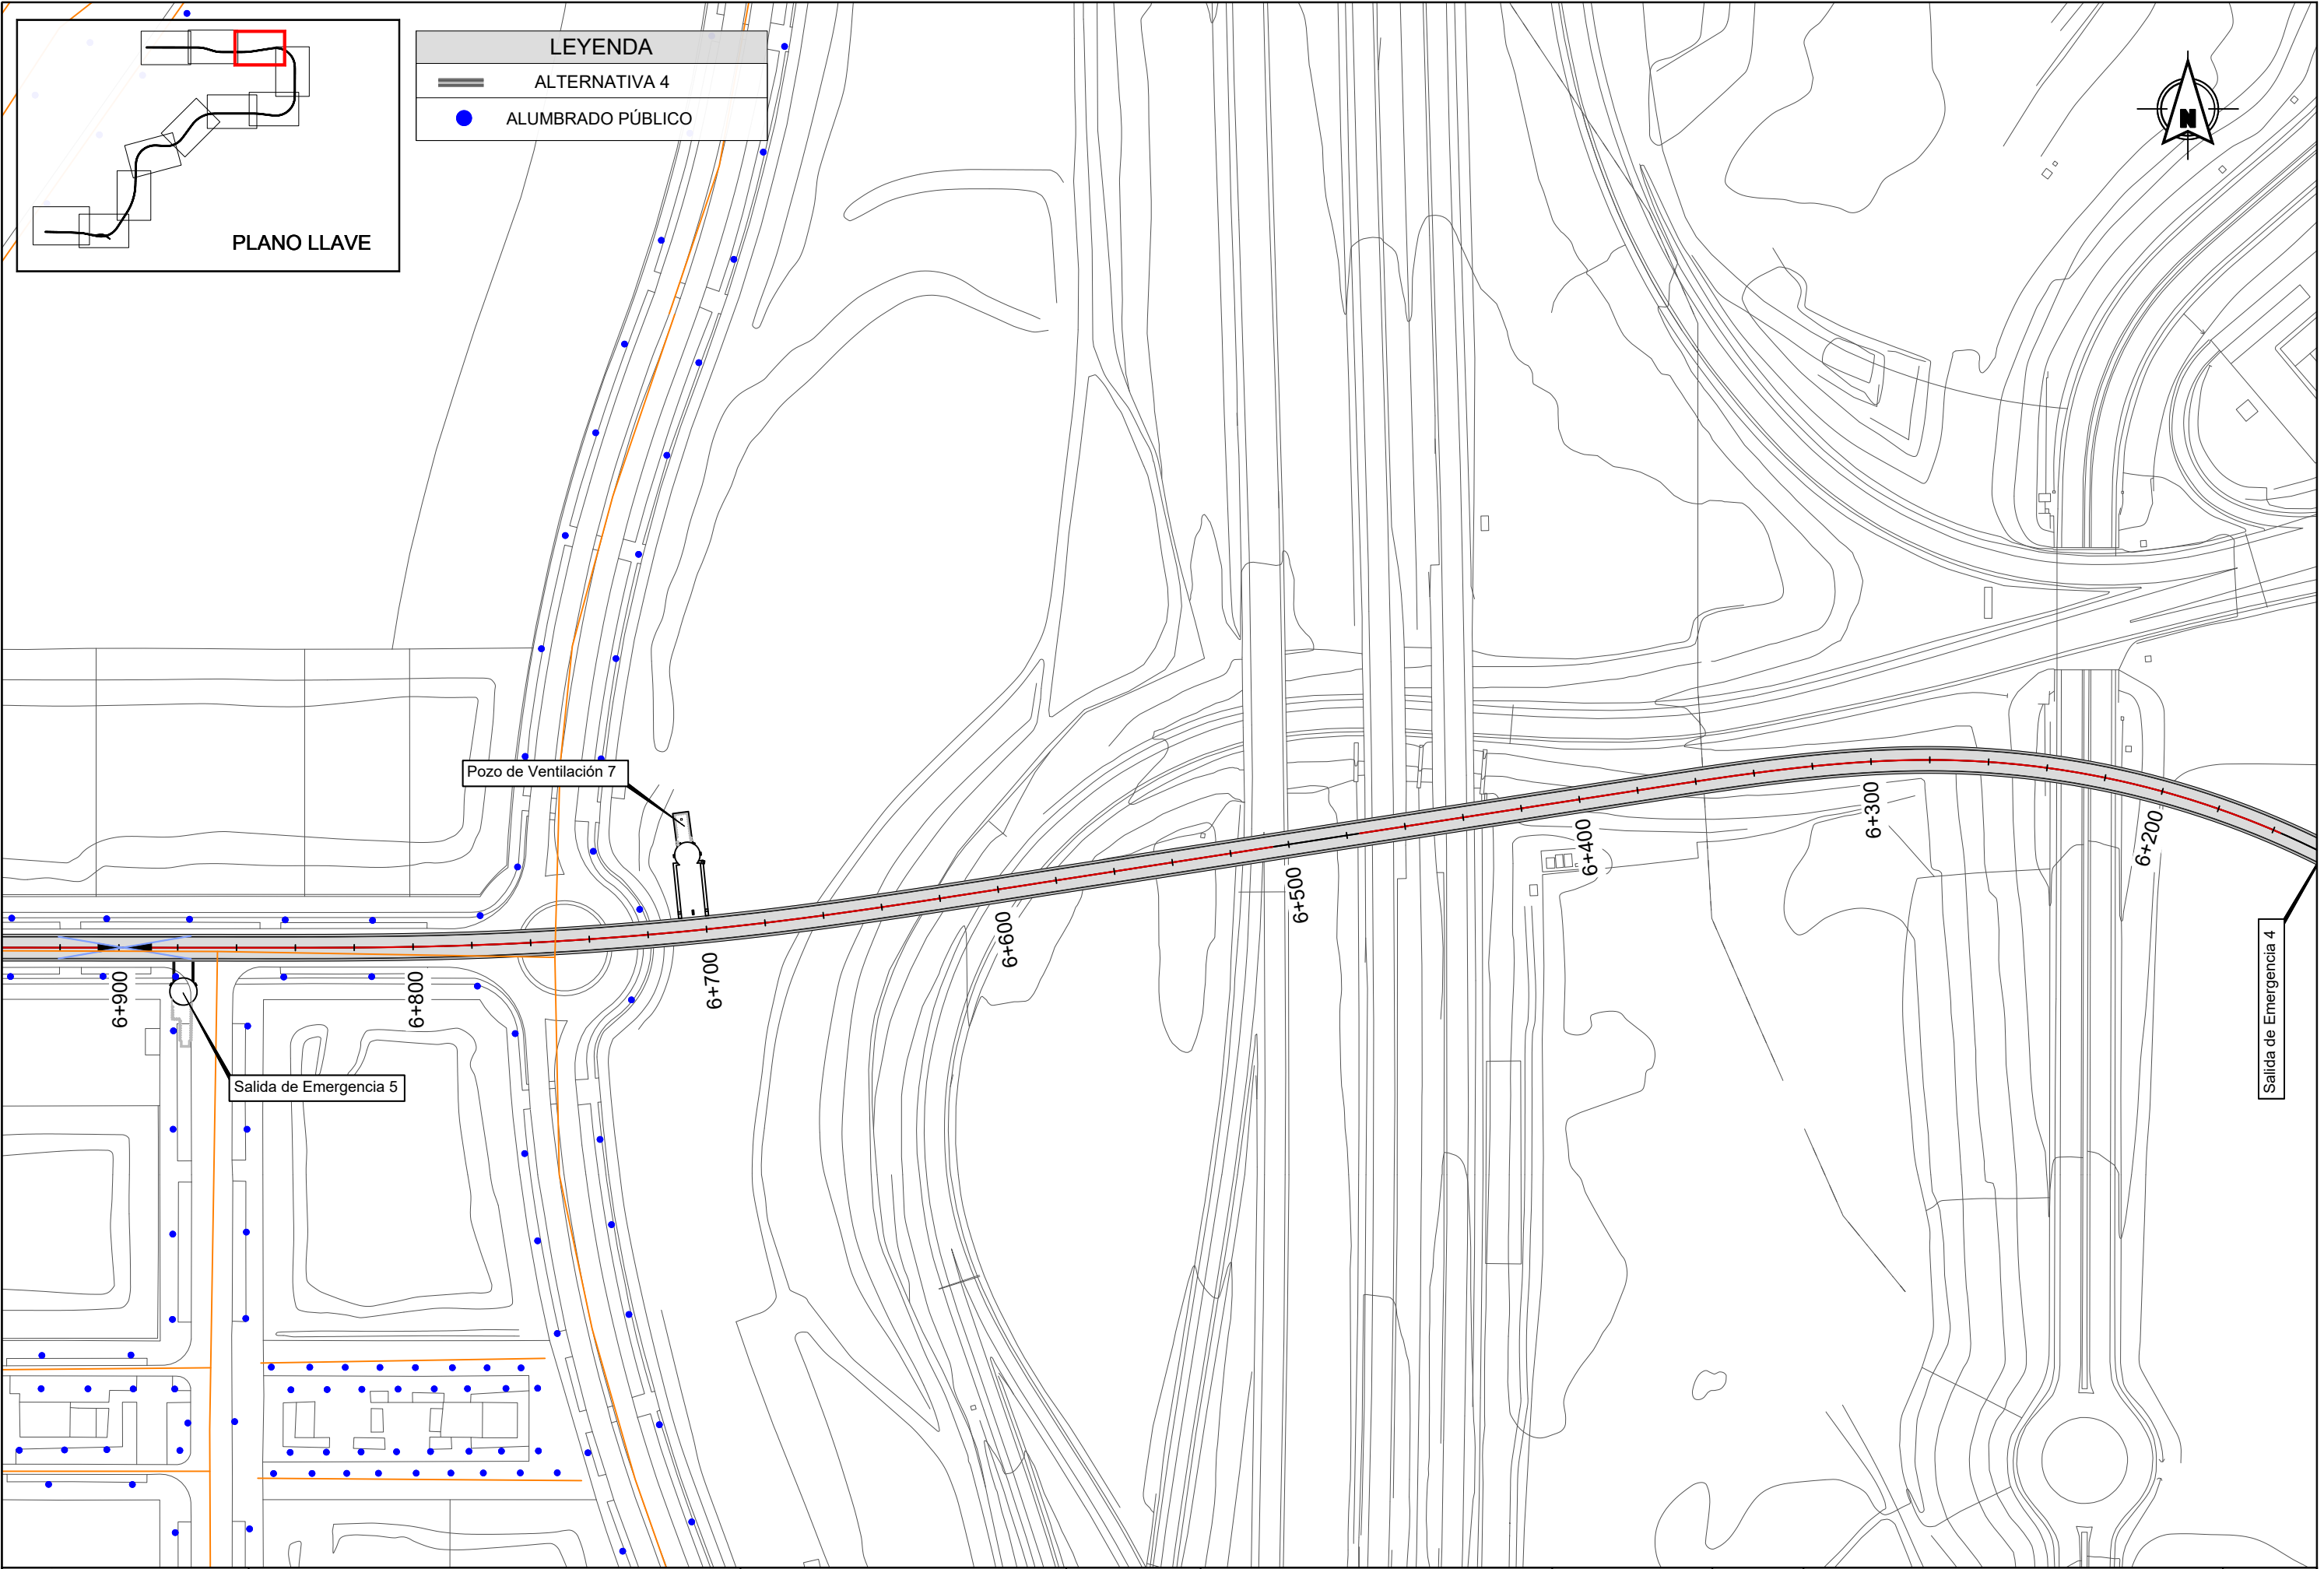 LEYENDA
ALTERNATIVA 4
ALUMBRADO PÚBLICO
PLANO LLAVE
N
Pozo de Ventilación 7
6+900
6+800
6+700
6+600
6+500
6+400
6+300
6+200
Salida de Emergencia 5
Salida de Emergencia 4